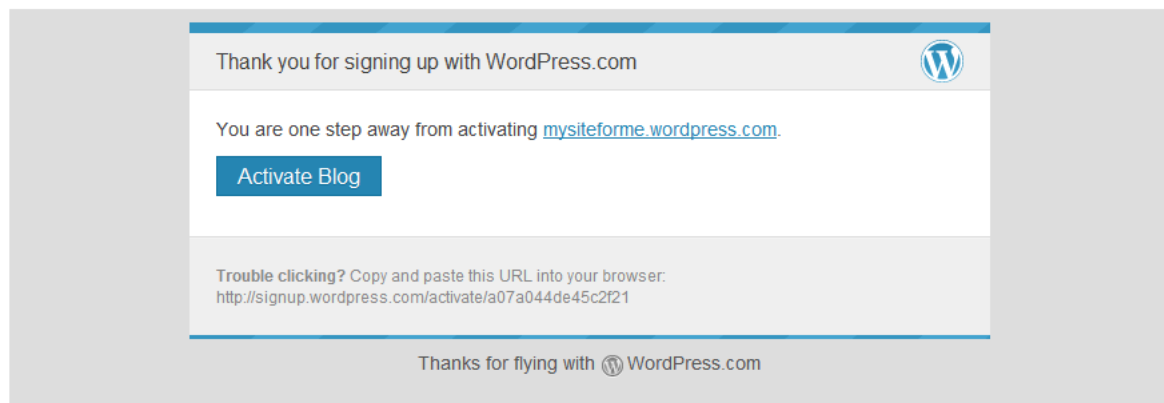 Thank you for signing up with WordPress.com
You are one step away from activating mysiteforme.wordpress.com.
Activate Blog
Trouble clicking? Copy and paste this URL into your browser:
http://signup.wordpress.com/activate/a07a044de45c2f21
Thanks for flying with WordPress.com